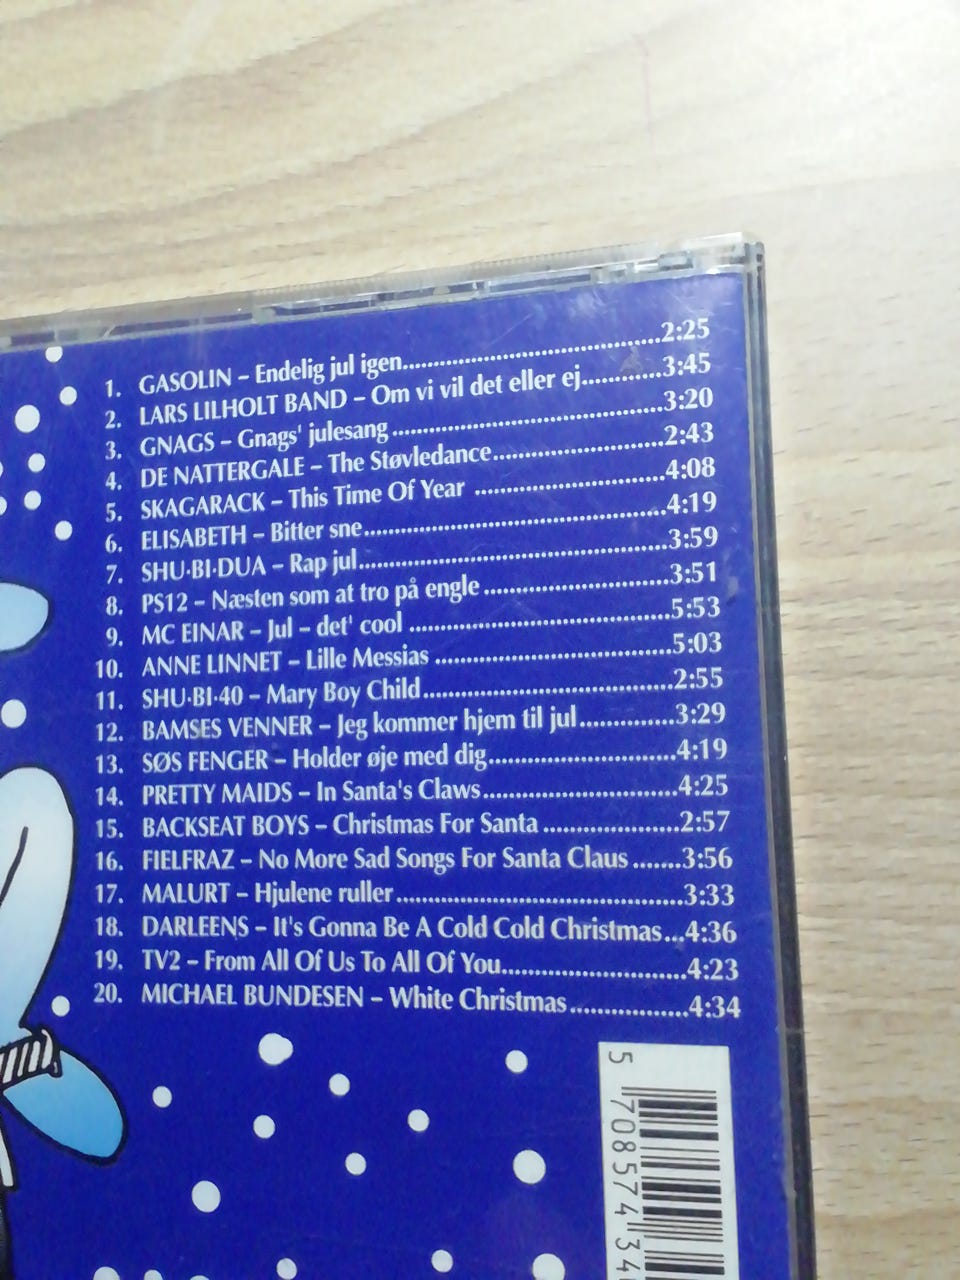 1. GASOLIN – Endelig jul igen..........2:25
2. LARS LILHOLT BAND – Om vi vil det eller ej..........3:45
3. GNAGS – Gnags' julesang..........3:20
4. DE NATTERGALE – The Støvledance..........2:43
5. SKAGARACK – This Time Of Year..........4:08
6. ELISABETH – Bitter sne..........4:19
7. SHU·BI·DUA – Rap jul..........3:59
8. PS12 – Næsten som at tro på engle..........3:51
9. MC EINAR – Jul – det' cool..........5:53
10. ANNE LINNET – Lille Messias..........5:03
11. SHU·BI·40 – Mary Boy Child..........2:55
12. BAMSES VENNER – Jeg kommer hjem til jul..........3:29
13. SØS FENGER – Holder øje med dig..........4:19
14. PRETTY MAIDS – In Santa's Claws..........4:25
15. BACKSEAT BOYS – Christmas For Santa..........2:57
16. FIELFRAZ – No More Sad Songs For Santa Claus.......3:56
17. MALURT – Hjulene ruller..........3:33
18. DARLEENS – It's Gonna Be A Cold Cold Christmas...4:36
19. TV2 – From All Of Us To All Of You..........4:23
20. MICHAEL BUNDESEN – White Christmas..........4:34
5 708574 34